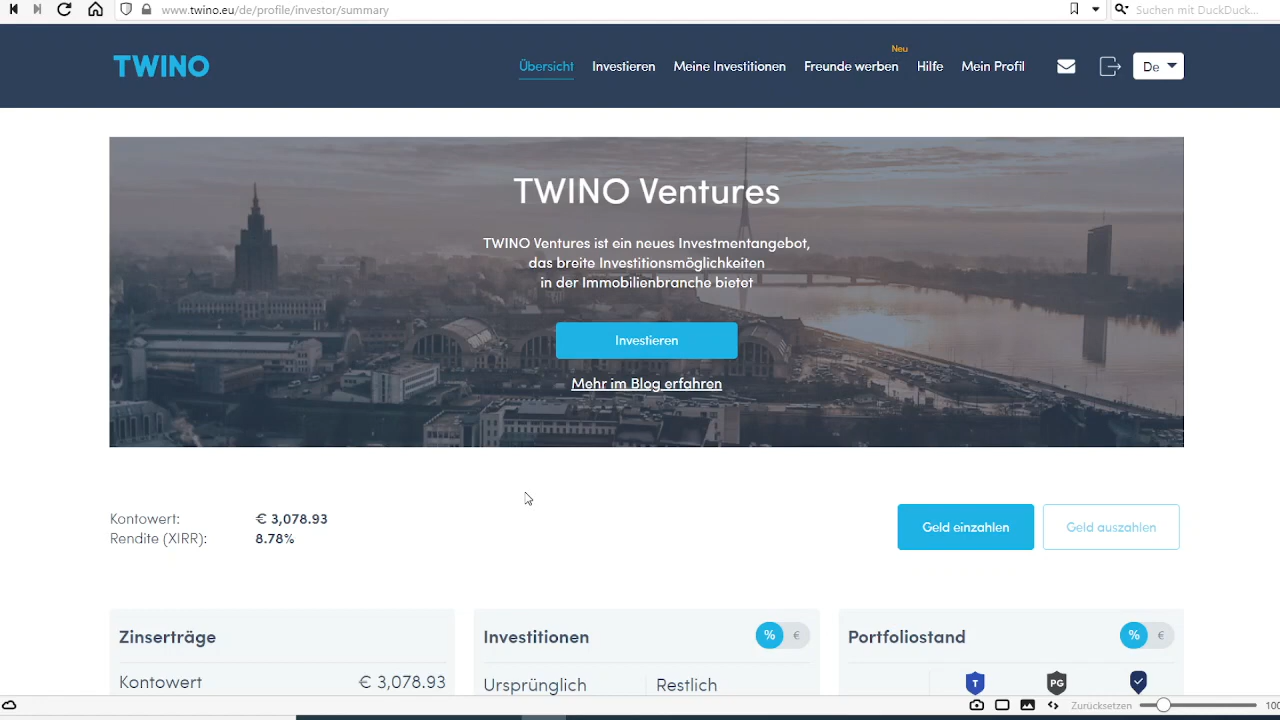 www.twino.eu/de/profile/investor/summary
Suchen mit DuckDuck...
TWINO
Übersicht
Investieren
Meine Investitionen
Neu
Freunde werben
Hilfe
Mein Profil
De
TWINO Ventures
TWINO Ventures ist ein neues Investmentangebot,
das breite Investitionsmöglichkeiten
in der Immobilienbranche bietet
Investieren
Mehr im Blog erfahren
Kontowert: € 3,078.93
Rendite (XIRR): 8.78%
Geld einzahlen
Geld auszahlen
Zinserträge
Kontowert € 3,078.93
Investitionen
% €
Ursprünglich Restlich
Portfoliostand
% €
T PG
Zurücksetzen
100